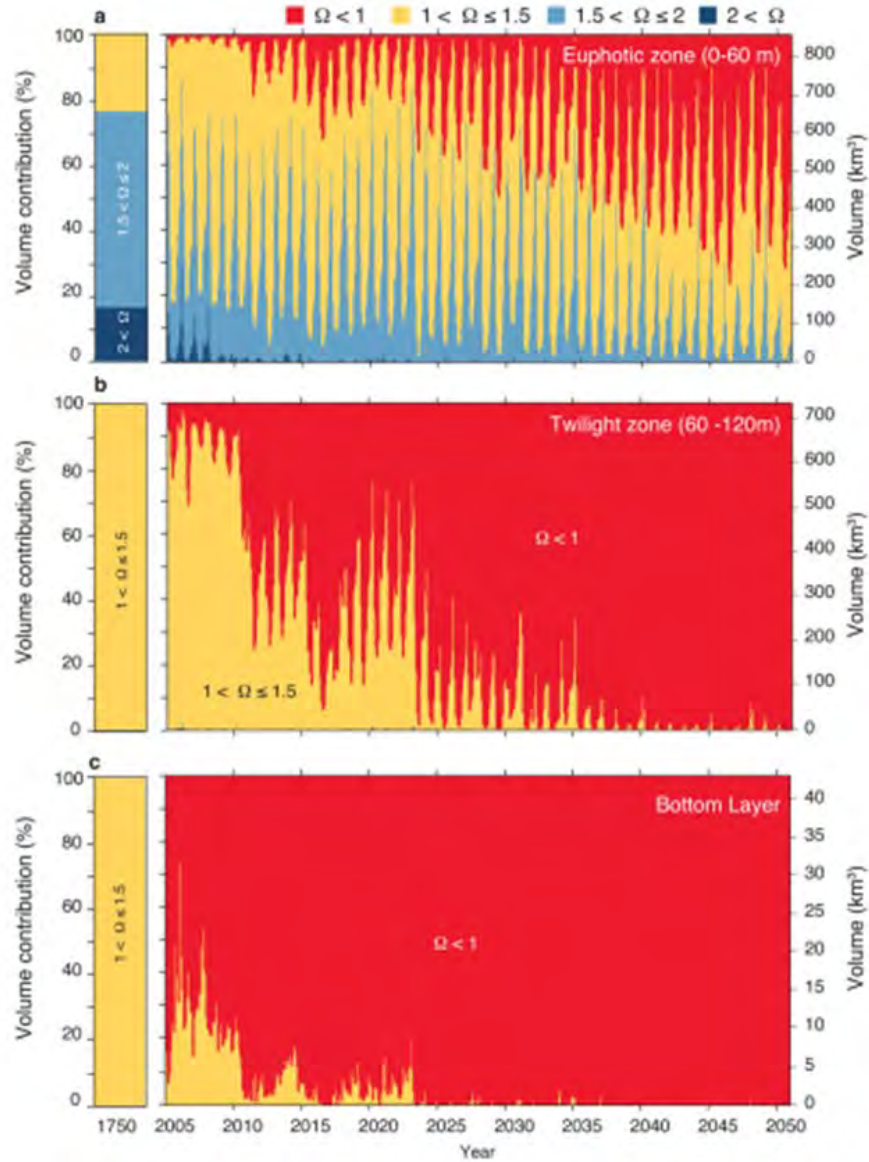 Ω < 1 1 < Ω ≤ 1.5 1.5 < Ω ≤ 2 2 < Ω
a
Euphotic zone (0-60 m)
Volume contribution (%)
100
80
60
40
20
0
1.5 < Ω ≤ 2
2 < Ω
800
700
600
500
400
300
200
100
0
Volume (km³)
b
Twilight zone (60 -120m)
Volume contribution (%)
100
80
60
40
20
0
1 < Ω ≤ 1.5
Ω < 1
1 < Ω ≤ 1.5
700
600
500
400
300
200
100
0
Volume (km³)
c
Bottom Layer
Volume contribution (%)
100
80
60
40
20
0
1 < Ω ≤ 1.5
Ω < 1
40
35
30
25
20
15
10
5
0
Volume (km³)
1750 2005 2010 2015 2020 2025 2030 2035 2040 2045 2050
Year